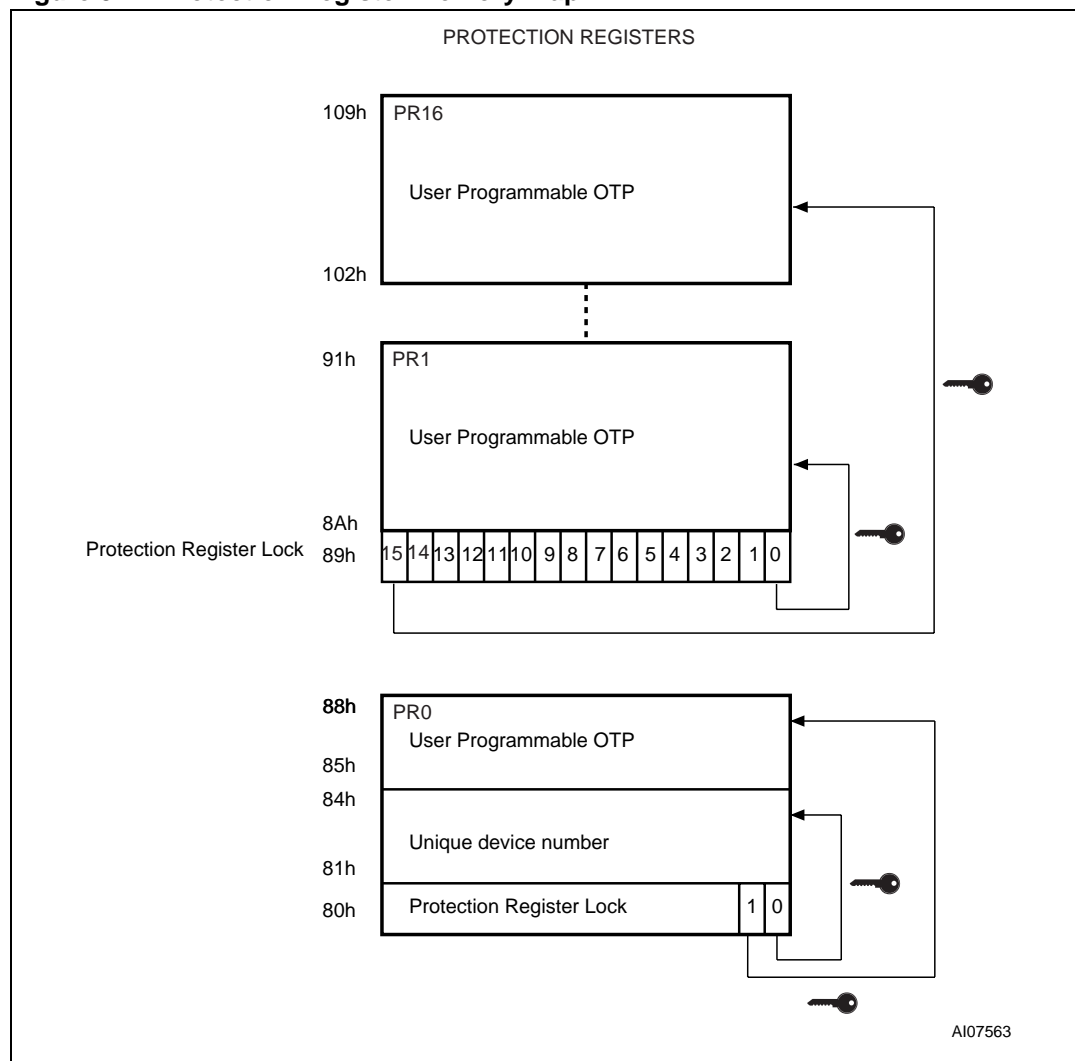 PROTECTION REGISTERS
109h PR16
User Programmable OTP
102h
91h PR1
User Programmable OTP
8Ah
Protection Register Lock 89h 15 14 13 12 11 10 9 8 7 6 5 4 3 2 1 0
88h PR0
User Programmable OTP
85h
84h
Unique device number
81h
80h Protection Register Lock 1 0
AI07563